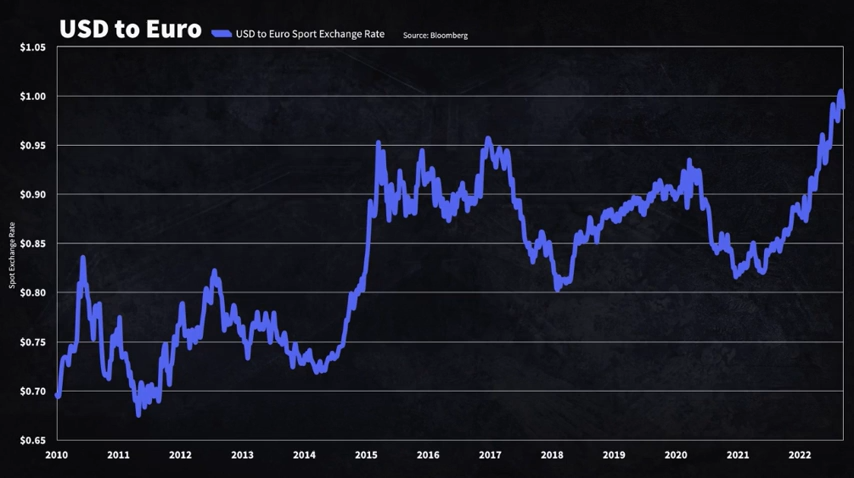 USD to Euro
USD to Euro Sport Exchange Rate
Source: Bloomberg
$1.05
$1.00
$0.95
$0.90
$0.85
$0.80
$0.75
$0.70
$0.65
Spot Exchange Rate
2010 2011 2012 2013 2014 2015 2016 2017 2018 2019 2020 2021 2022